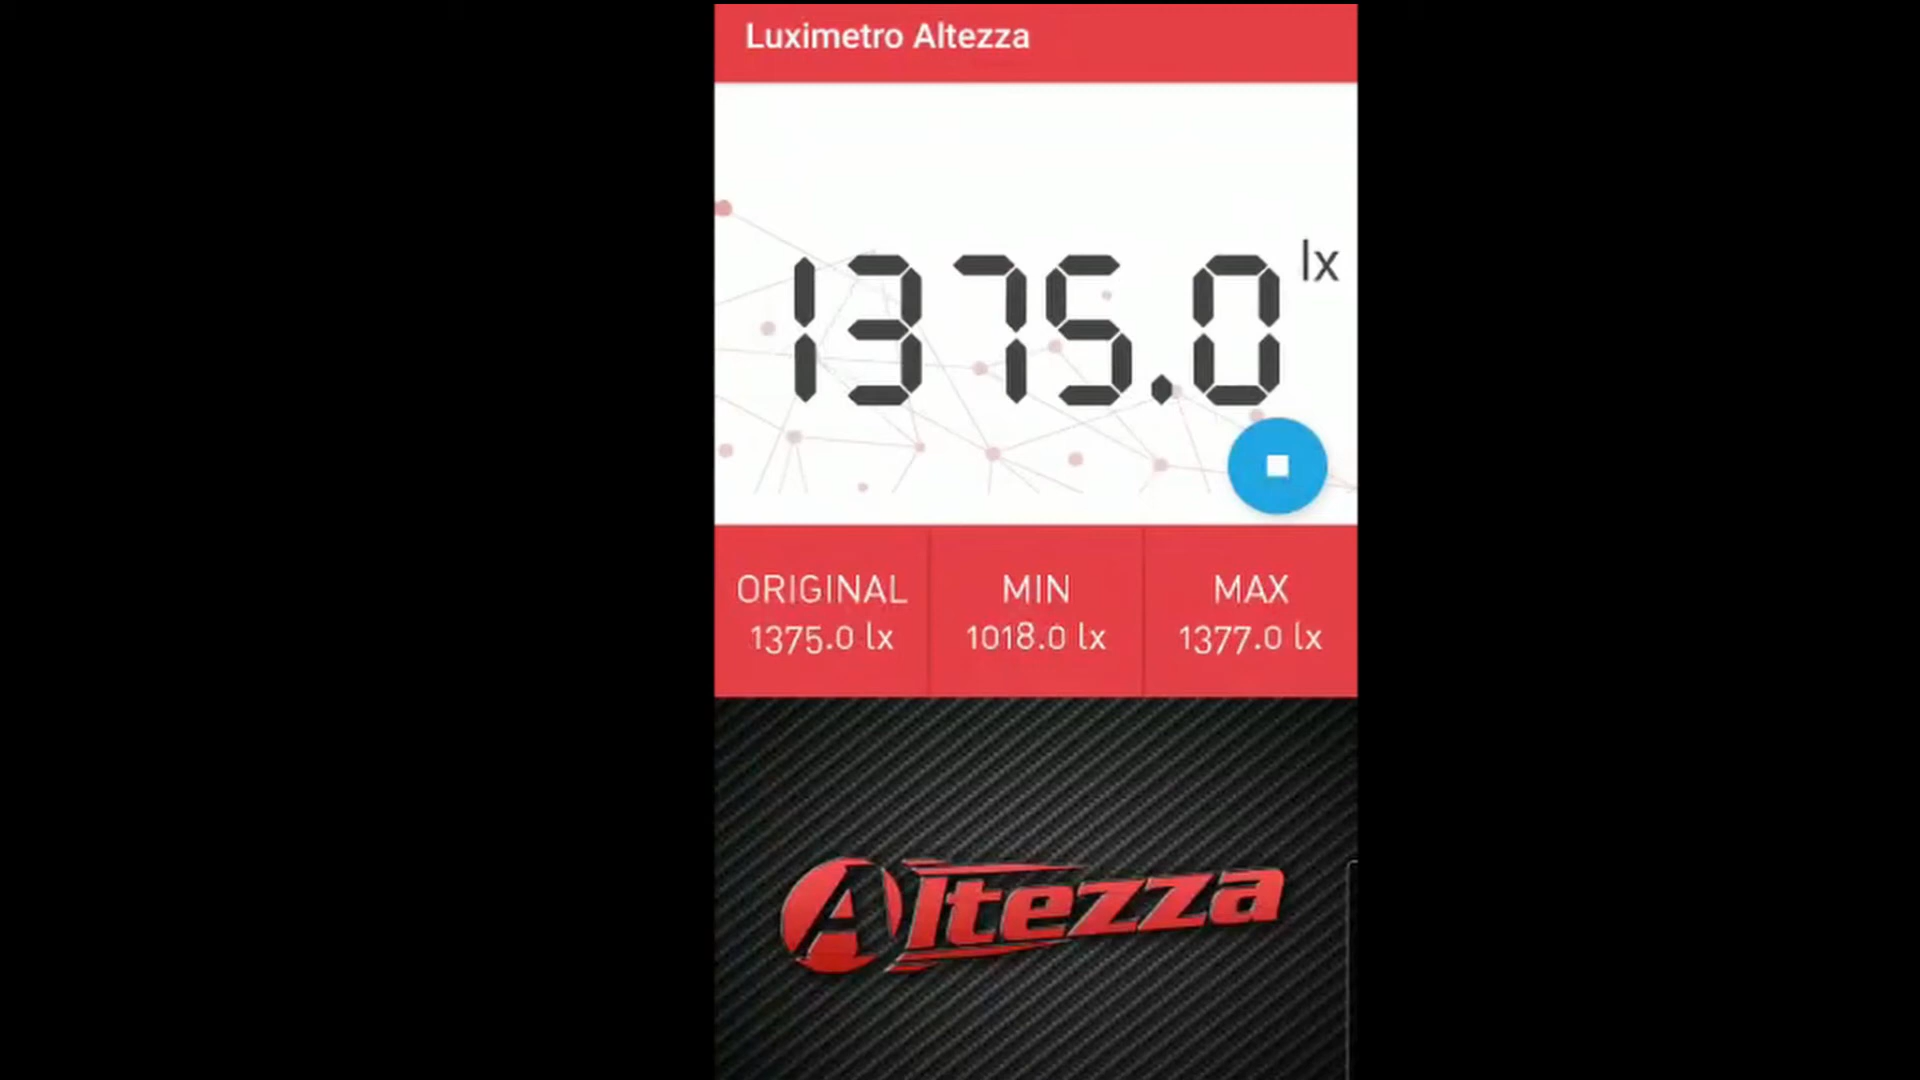 Luximetro Altezza
1375.0 lx
ORIGINAL MIN MAX
1375.0 lx 1018.0 lx 1377.0 lx
Altezza